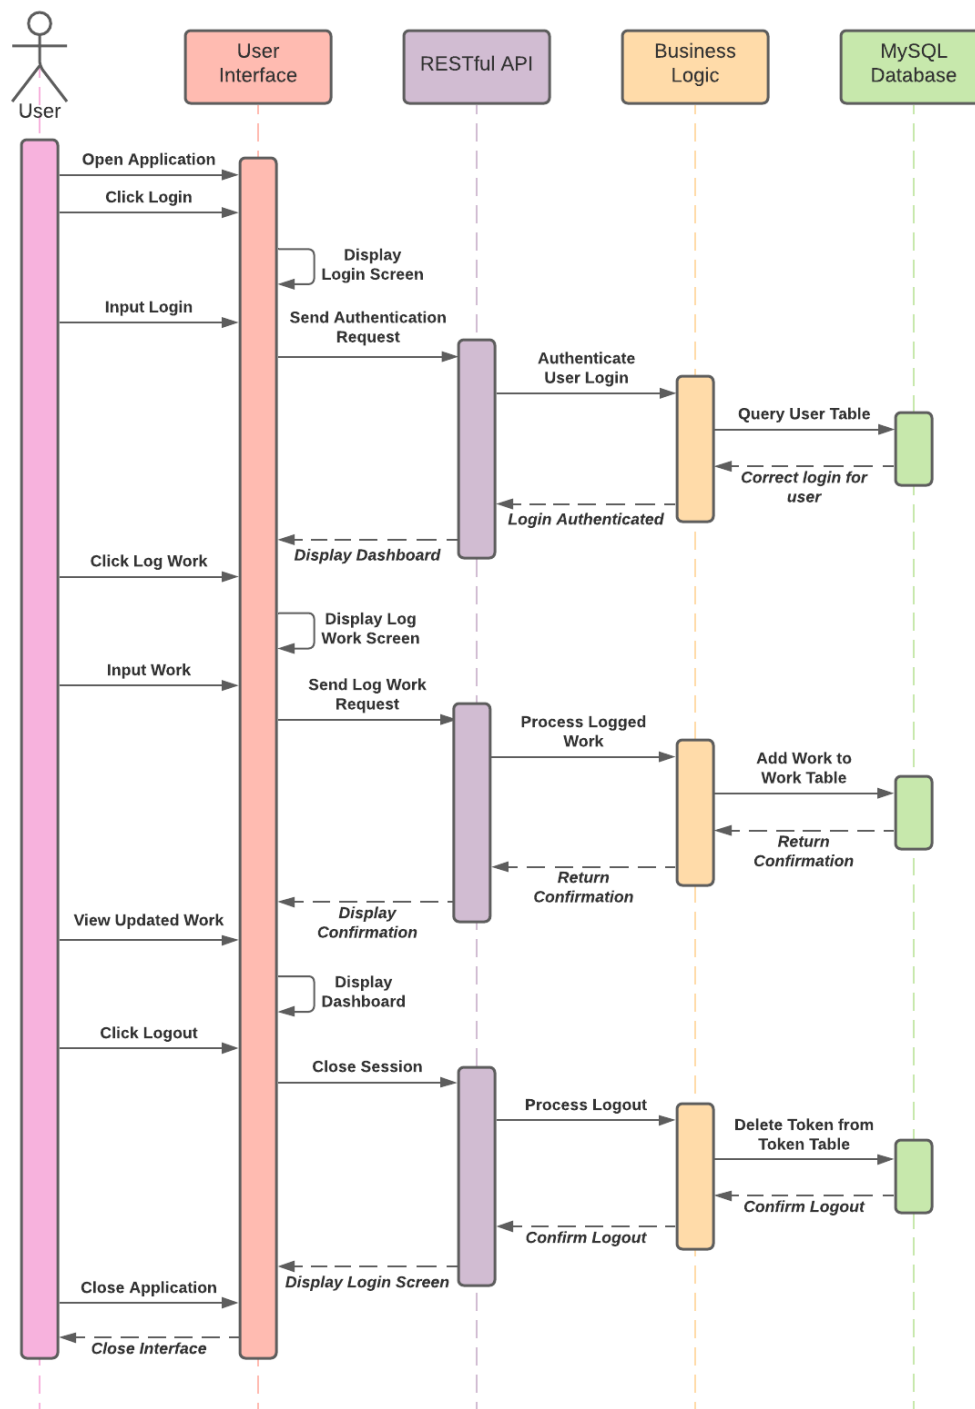 User
Interface
RESTful API
Business
Logic
MySQL
Database
User
Open Application
Click Login
Display
Login Screen
Input Login
Send Authentication
Request
Authenticate
User Login
Query User Table
Correct login for
user
Login Authenticated
Display Dashboard
Click Log Work
Display Log
Work Screen
Input Work
Send Log Work
Request
Process Logged
Work
Add Work to
Work Table
Return
Confirmation
Return
Confirmation
Display
Confirmation
View Updated Work
Display
Dashboard
Click Logout
Close Session
Process Logout
Delete Token from
Token Table
Confirm Logout
Confirm Logout
Display Login Screen
Close Application
Close Interface